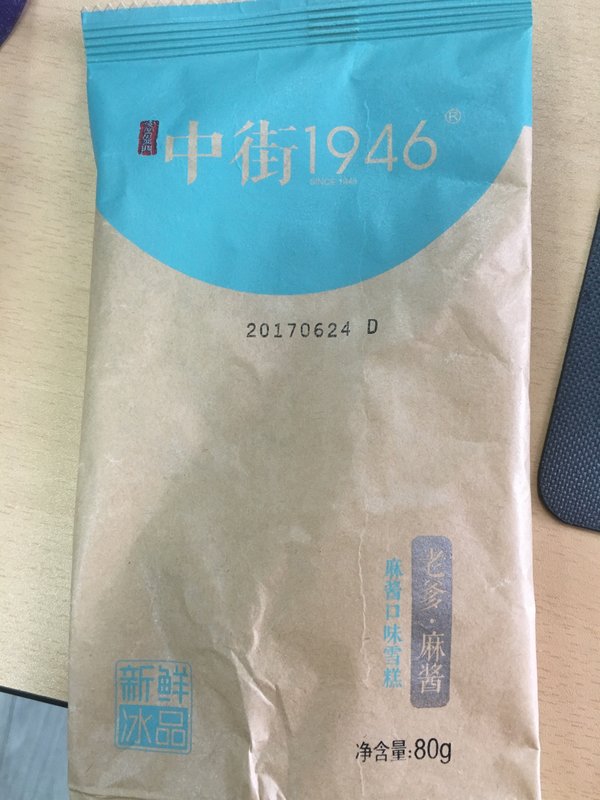 中街1946®
SINCE 1946
20170624 D
老爹·麻酱
麻酱口味雪糕
新鲜
冰品
净含量:80g